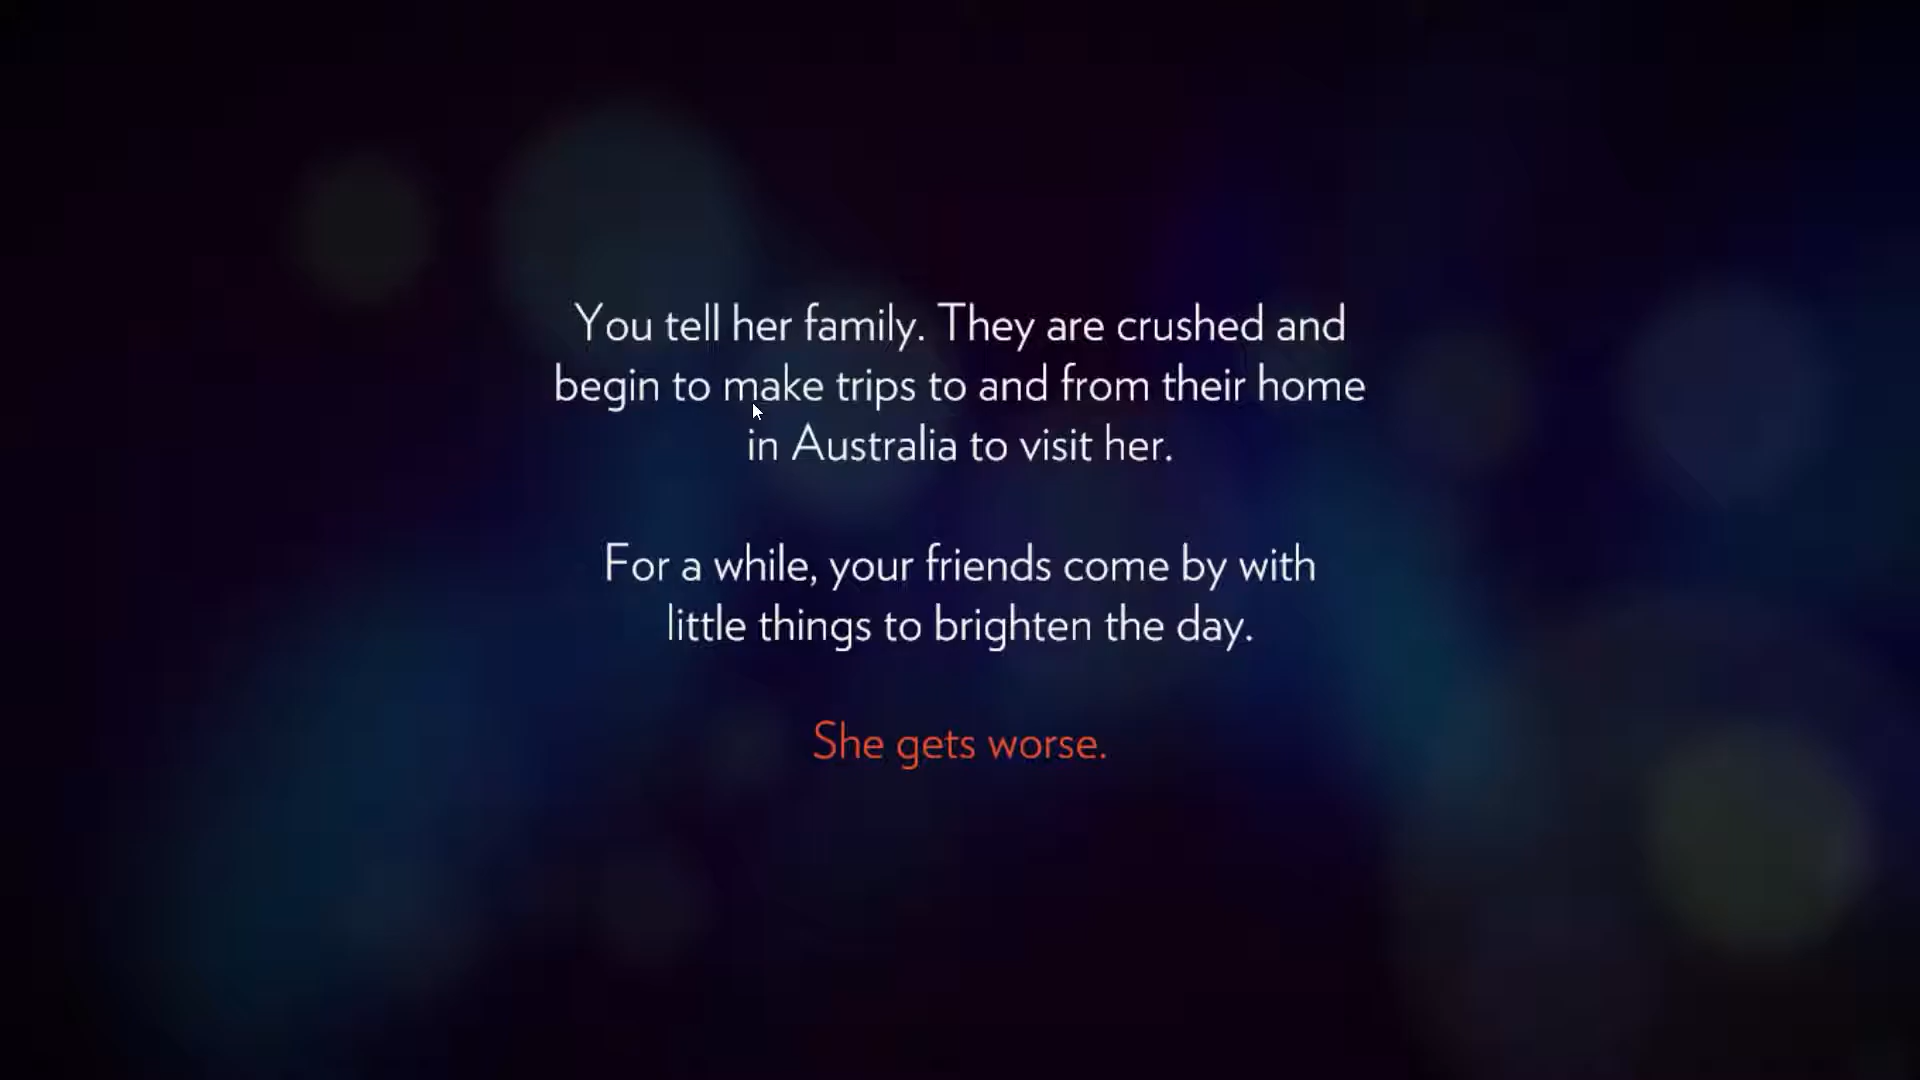 You tell her family. They are crushed and
begin to make trips to and from their home
in Australia to visit her.
For a while, your friends come by with
little things to brighten the day.
She gets worse.